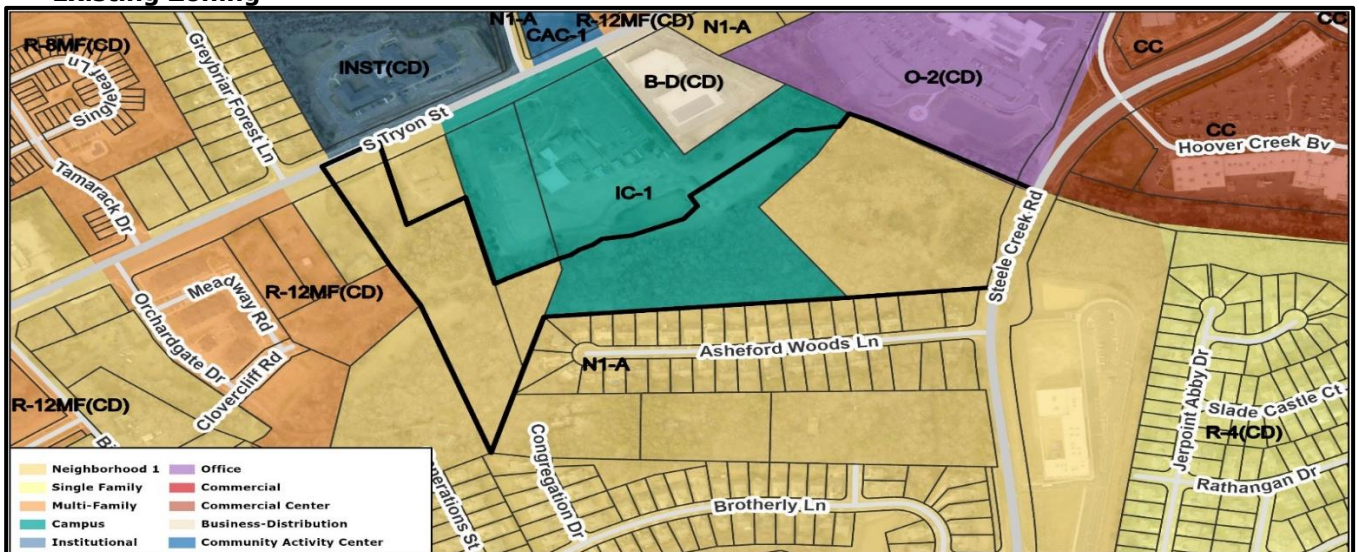 Existing Zoning
N1-A
R-12MF(CD)
N1-A
CAC-1
CC
CC
R-8MF(CD)
Greybriar Forest Ln
INST(CD)
B-D(CD)
O-2(CD)
Singleleaf Ln
S Tryon St
CC
Hoover Creek Bv
Tamarack Dr
IC-1
Steele Creek Rd
R-12MF(CD)
Meadway Rd
Orchardgate Dr
Clovercliff Rd
Asheford Woods Ln
N1-A
Jerpoint Abby Dr
Slade Castle Ct
R-12MF(CD)
R-4(CD)
Congregation Dr
Rathangan Dr
Brotherly Ln
Neighborhood 1
Single Family
Multi-Family
Campus
Institutional
Office
Commercial
Commercial Center
Business-Distribution
Community Activity Center